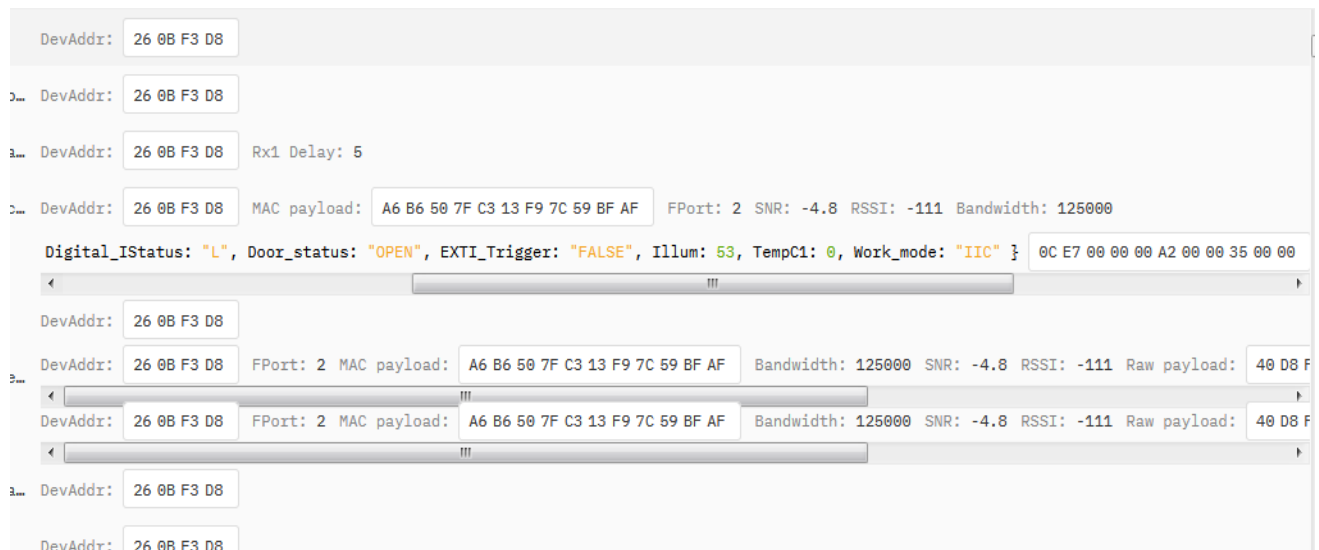 DevAddr: 26 0B F3 D8
DevAddr: 26 0B F3 D8
a… DevAddr: 26 0B F3 D8 Rx1 Delay: 5
DevAddr: 26 0B F3 D8 MAC payload: A6 B6 50 7F C3 13 F9 7C 59 BF AF FPort: 2 SNR: -4.8 RSSI: -111 Bandwidth: 125000
Digital_IStatus: "L", Door_status: "OPEN", EXTI_Trigger: "FALSE", Illum: 53, TempC1: 0, Work_mode: "IIC" } 0C E7 00 00 00 A2 00 00 35 00 00
DevAddr: 26 0B F3 D8
DevAddr: 26 0B F3 D8 FPort: 2 MAC payload: A6 B6 50 7F C3 13 F9 7C 59 BF AF Bandwidth: 125000 SNR: -4.8 RSSI: -111 Raw payload: 40 D8 F
DevAddr: 26 0B F3 D8 FPort: 2 MAC payload: A6 B6 50 7F C3 13 F9 7C 59 BF AF Bandwidth: 125000 SNR: -4.8 RSSI: -111 Raw payload: 40 D8 F
a… DevAddr: 26 0B F3 D8
DevAddr: 26 0B F3 D8